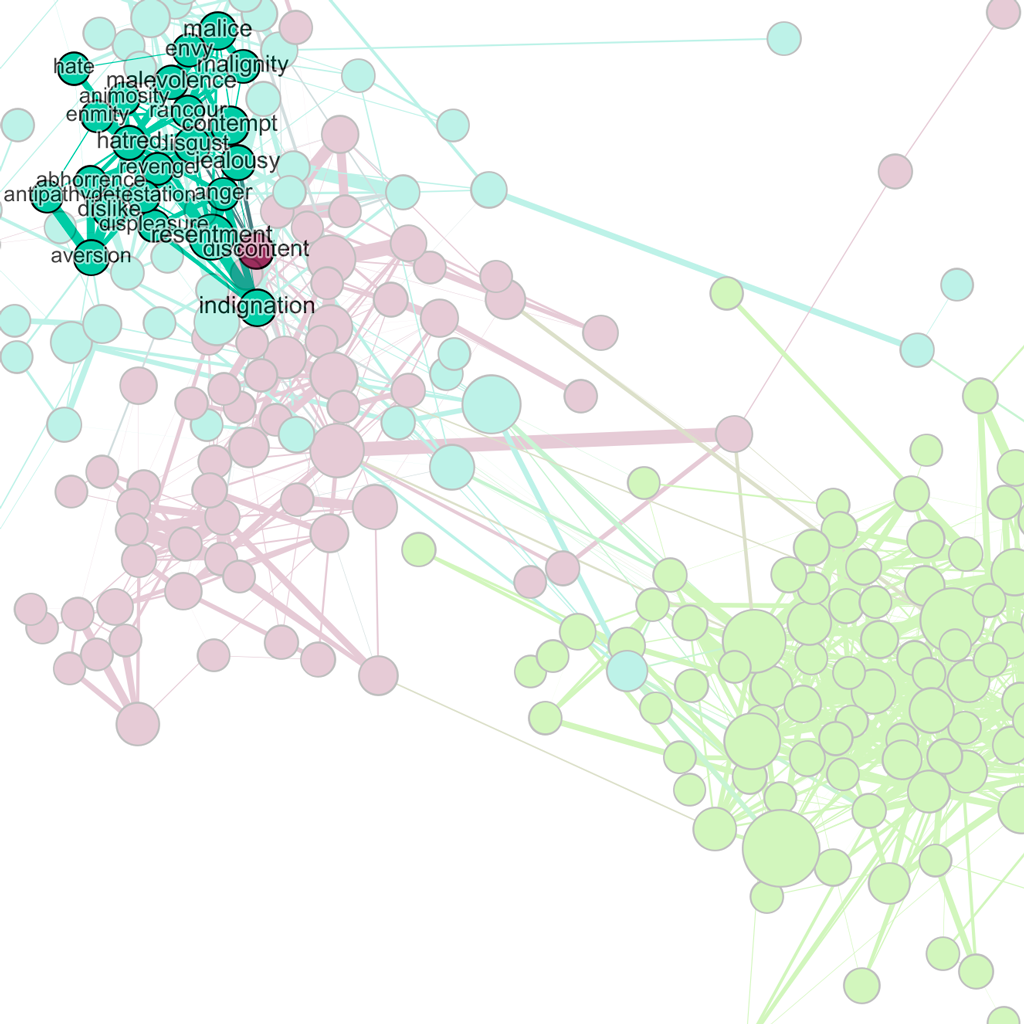 malice
envy
hate
malignity
malevolence
animosity
rancour
enmity
contempt
hatred
disgust
jealousy
revenge
abhorrence
antipathy
detestation
anger
dislike
displeasure
resentment
discontent
aversion
indignation